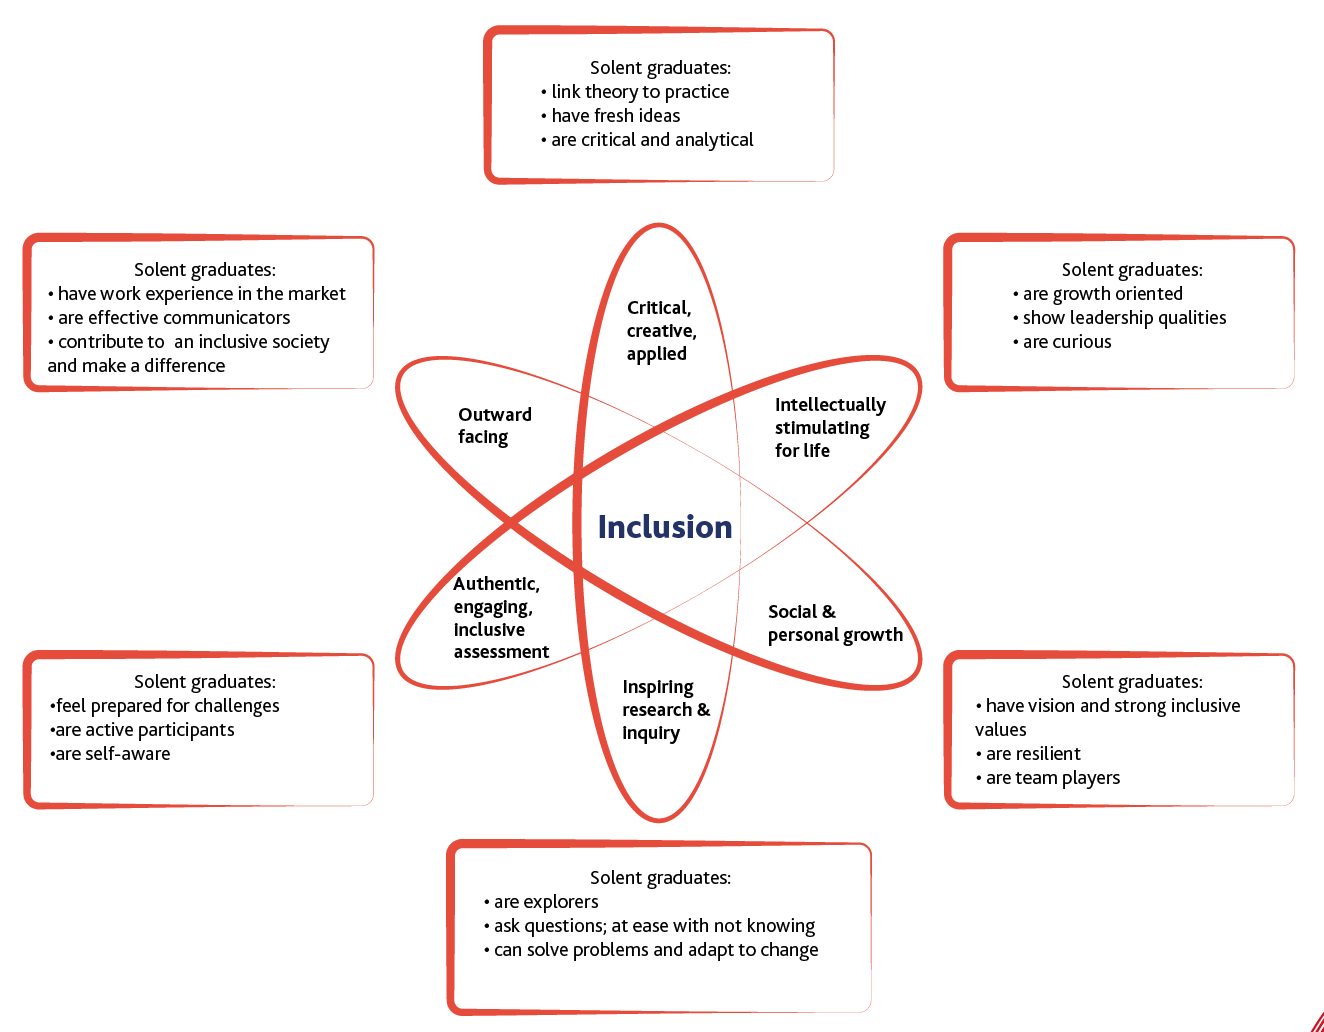 Solent graduates:
• link theory to practice
• have fresh ideas
• are critical and analytical
Solent graduates:
• have work experience in the market
• are effective communicators
• contribute to  an inclusive society
and make a difference
Solent graduates:
• are growth oriented
• show leadership qualities
• are curious
Critical,
creative,
applied
Outward
facing
Intellectually
stimulating
for life
Inclusion
Authentic,
engaging,
inclusive
assessment
Social &
personal growth
Inspiring
research &
inquiry
Solent graduates:
•feel prepared for challenges
•are active participants
•are self-aware
Solent graduates:
• have vision and strong inclusive
values
• are resilient
• are team players
Solent graduates:
• are explorers
• ask questions; at ease with not knowing
• can solve problems and adapt to change